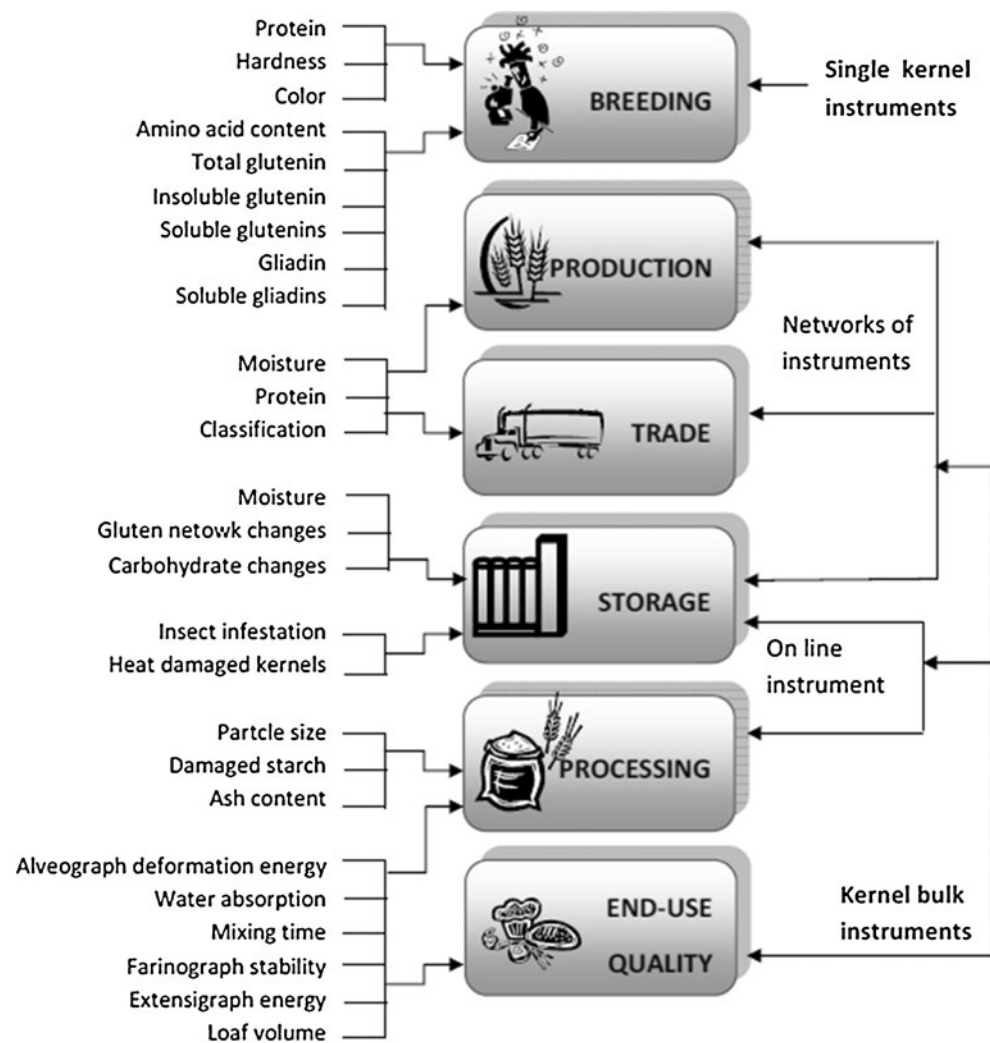 Protein
Hardness
Color
Amino acid content
Total glutenin
Insoluble glutenin
Soluble glutenins
Gliadin
Soluble gliadins
BREEDING
Single kernel
instruments
PRODUCTION
Moisture
Protein
Classification
TRADE
Networks of
instruments
Moisture
Gluten netowk changes
Carbohydrate changes
Insect infestation
Heat damaged kernels
STORAGE
On line
instrument
Partcle size
Damaged starch
Ash content
PROCESSING
Alveograph deformation energy
Water absorption
Mixing time
Farinograph stability
Extensigraph energy
Loaf volume
END-USE
QUALITY
Kernel bulk
instruments